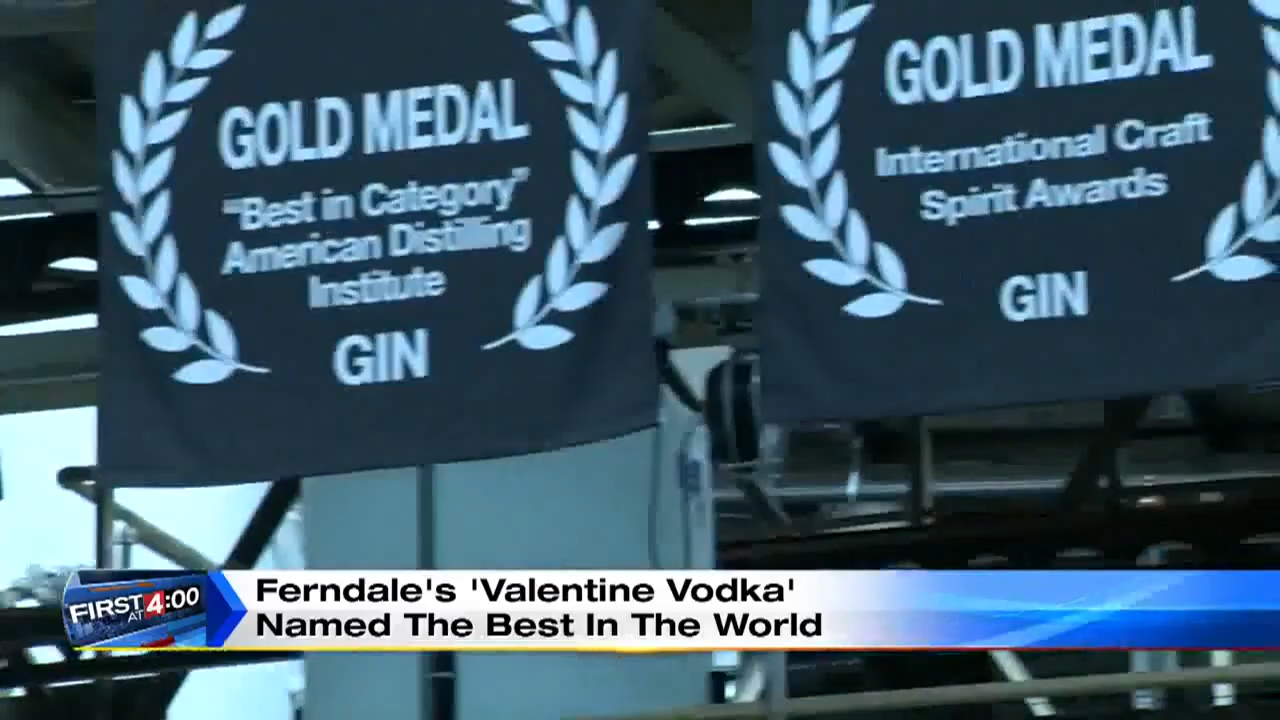 GOLD MEDAL
"Best in Category"
American Distilling
Institute
GIN
GOLD MEDAL
International Craft
Spirit Awards
GIN
FIRST
AT 4:00
Ferndale's 'Valentine Vodka'
Named The Best In The World